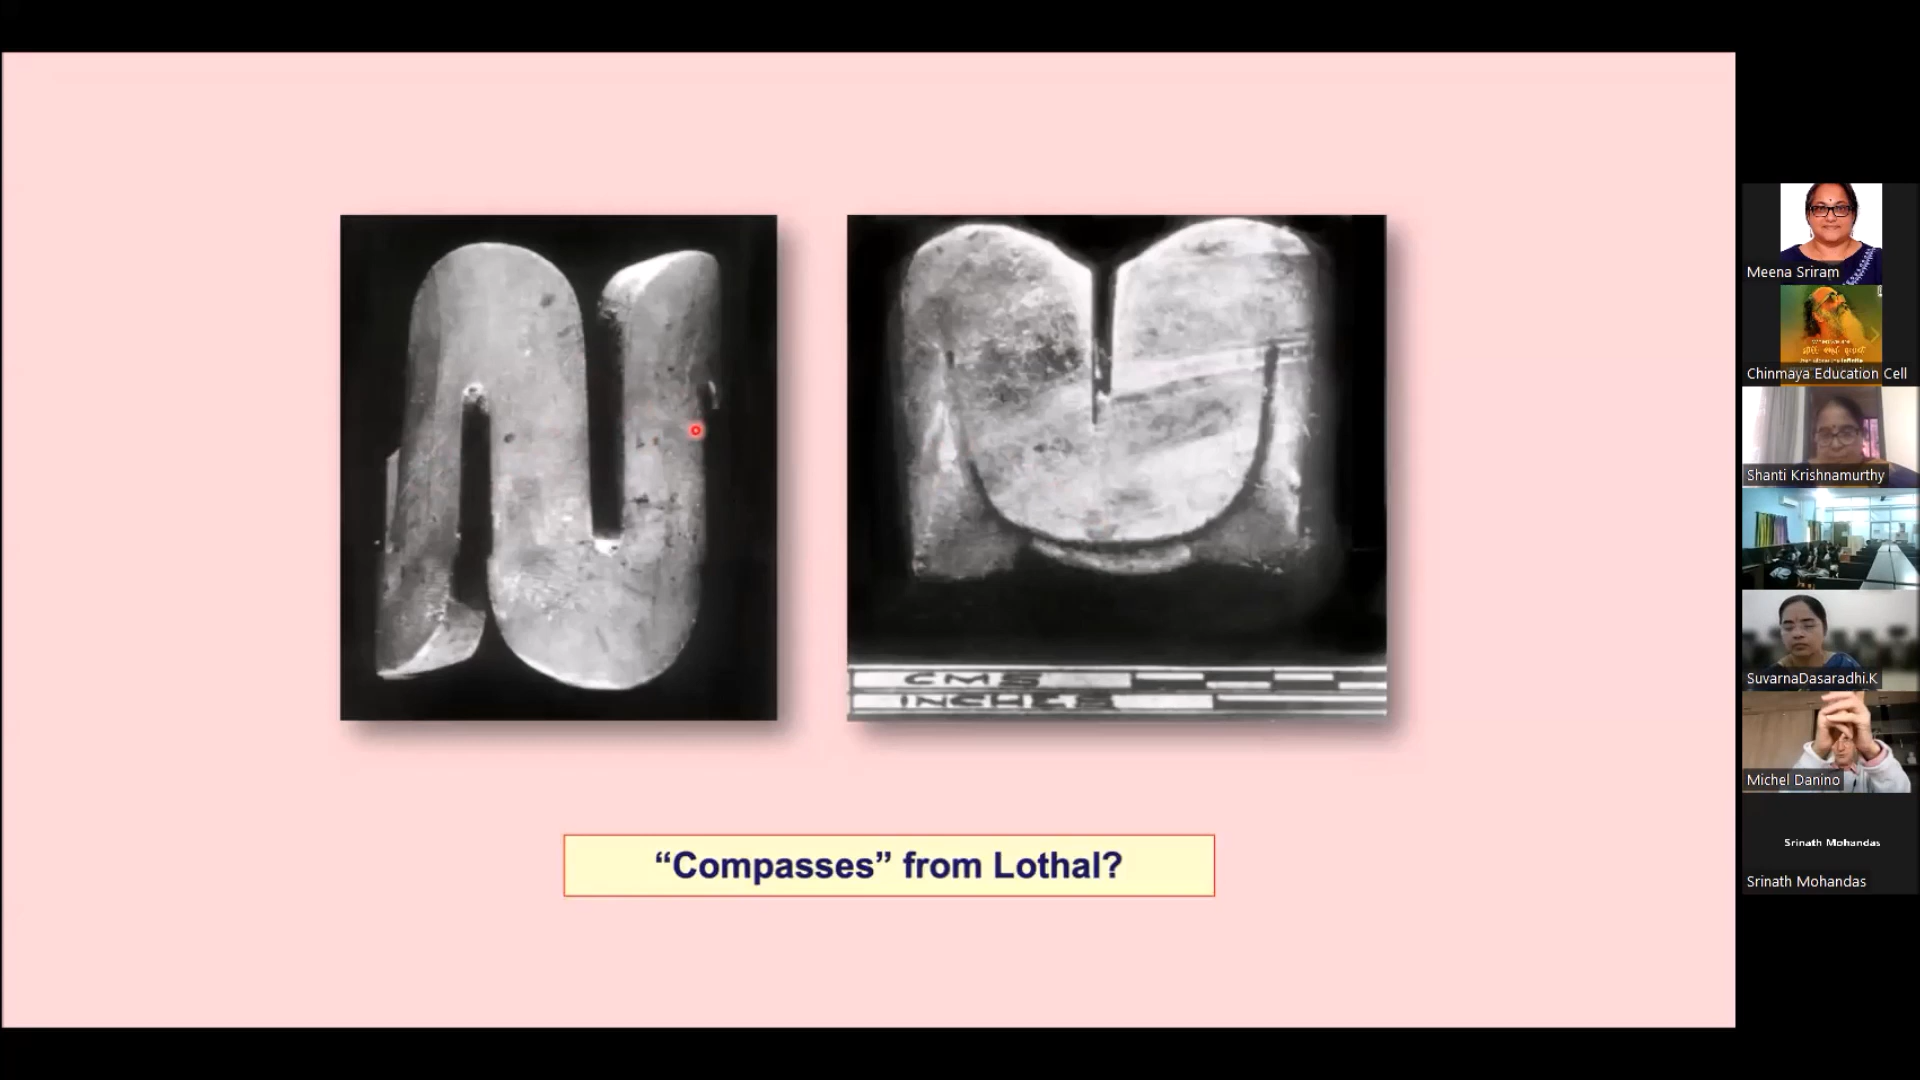 CMS
INCHES
“Compasses” from Lothal?
Meena Sriram
Chinmaya Education Cell
Shanti Krishnamurthy
SuvarnaDasaradhi.K
Michel Danino
Srinath Mohandas
Srinath Mohandas